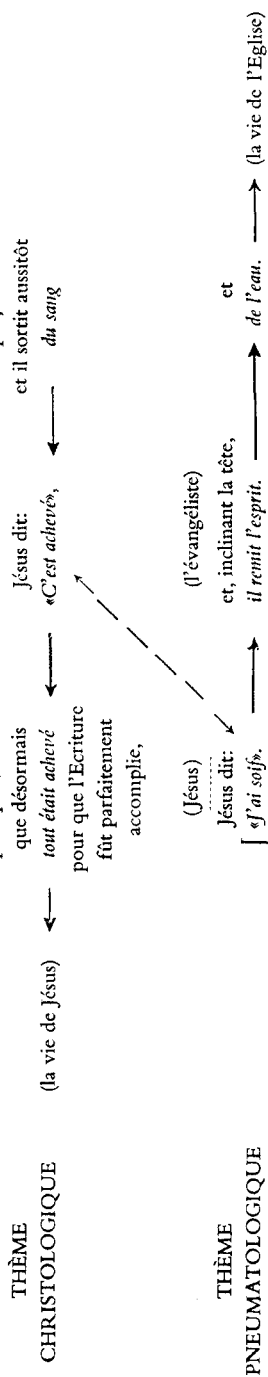 THÈME
CHRISTOLOGIQUE
(la vie de Jésus)
que désormais
tout était achevé
pour que l'Ecriture
fût parfaitement
accomplie,
Jésus dit:
«C'est achevé»,
et il sortit aussitôt
du sang
THÈME
PNEUMATOLOGIQUE
(Jésus)
Jésus dit:
«J'ai soif».
(l'évangéliste)
et, inclinant la tête,
il remit l'esprit.
et
de l'eau.
(la vie de l'Eglise)